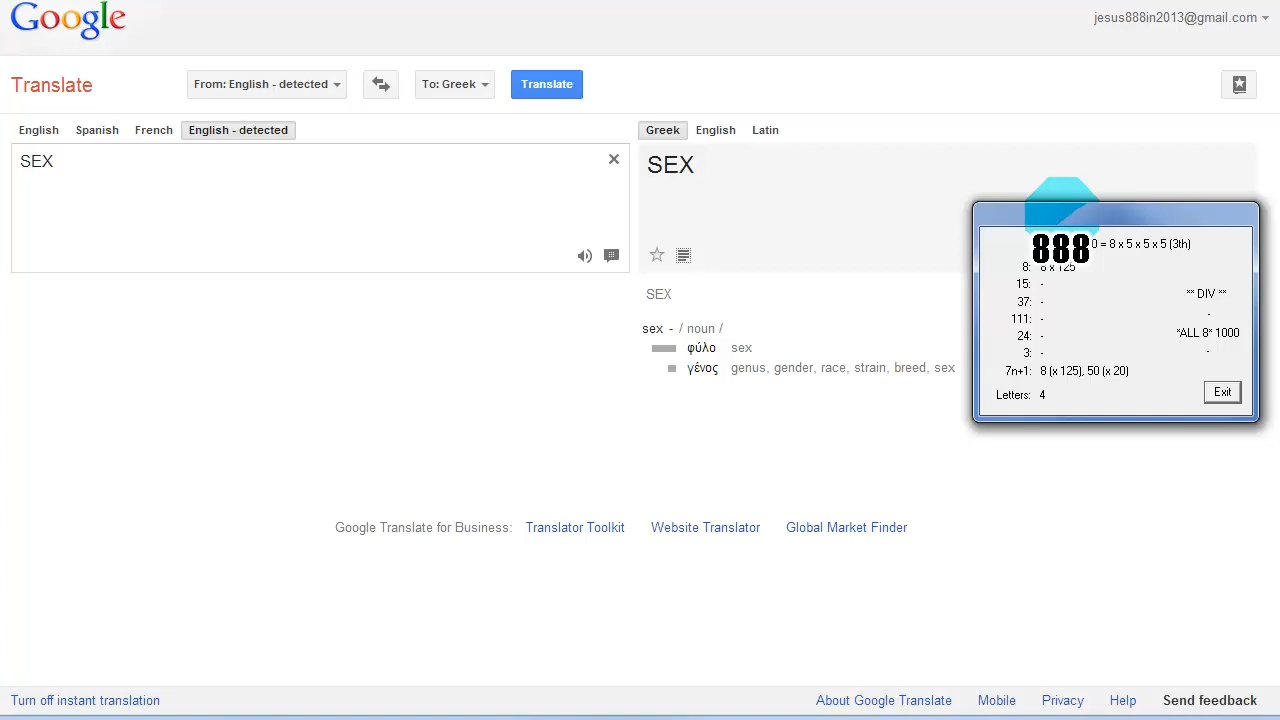 Google
jesus888in2013@gmail.com
Translate
From: English - detected
To: Greek
Translate
English Spanish French English - detected
Greek English Latin
SEX
SEX
888
0 = 8 x 5 x 5 x 5 (3th)
8: 8 x 125
15: -
37: -
** DIV **
-
111: -
24: -
*ALL 8* 1000
-
3: -
7n+1: 8 (x 125), 50 (x 20)
Letters: 4
Exit
SEX
sex - / noun /
φύλο sex
γένος genus, gender, race, strain, breed, sex
Google Translate for Business: Translator Toolkit Website Translator Global Market Finder
Turn off instant translation
About Google Translate Mobile Privacy Help Send feedback